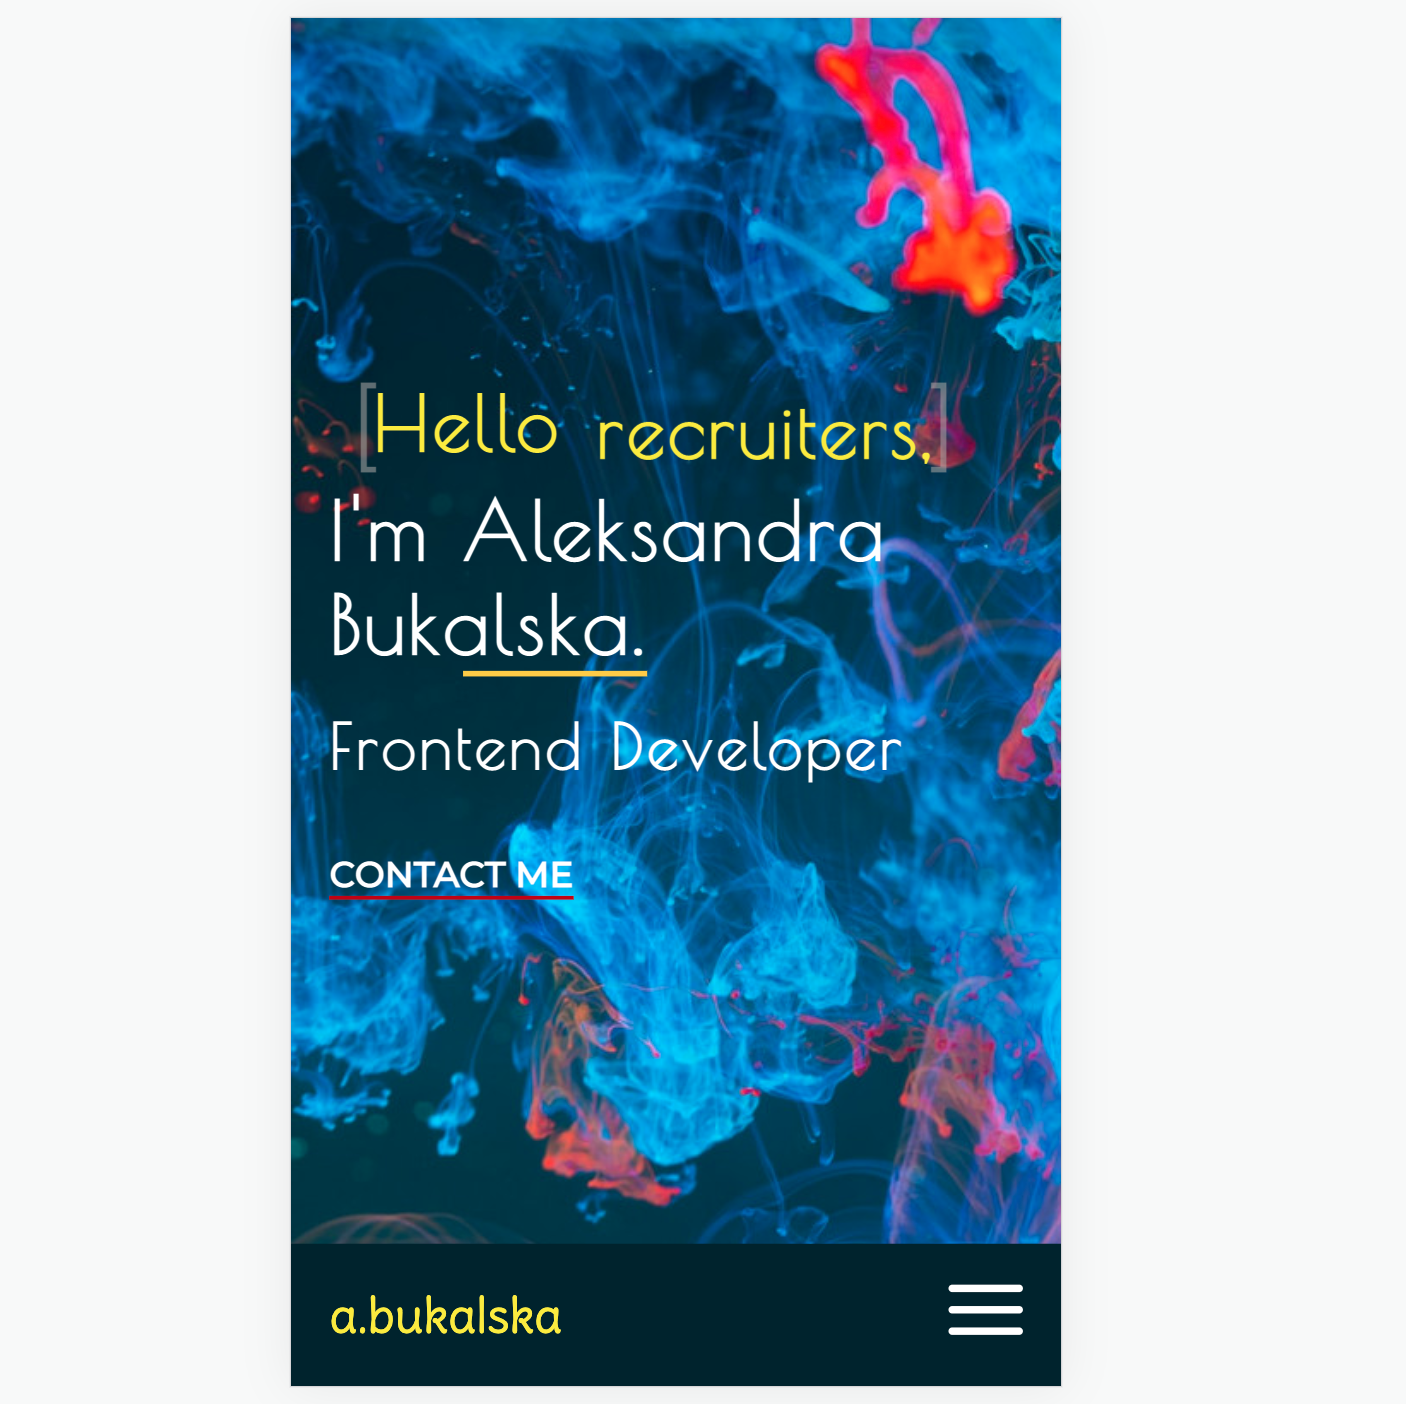 [Hello recruiters,]
I'm Aleksandra
Bukalska.
Frontend Developer
CONTACT ME
a.bukalska